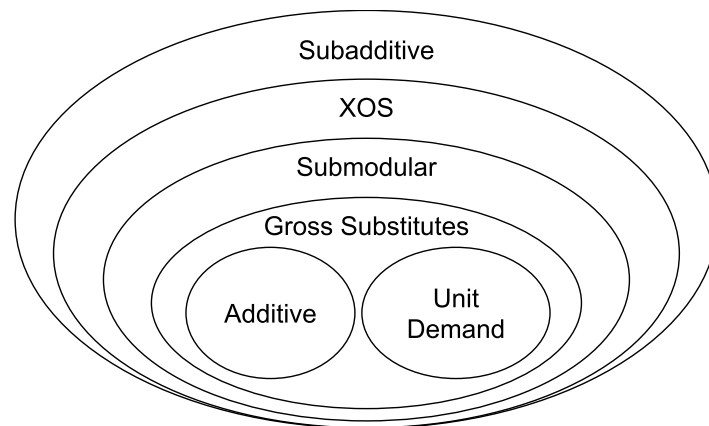 Subadditive
XOS
Submodular
Gross Substitutes
Additive
Unit
Demand